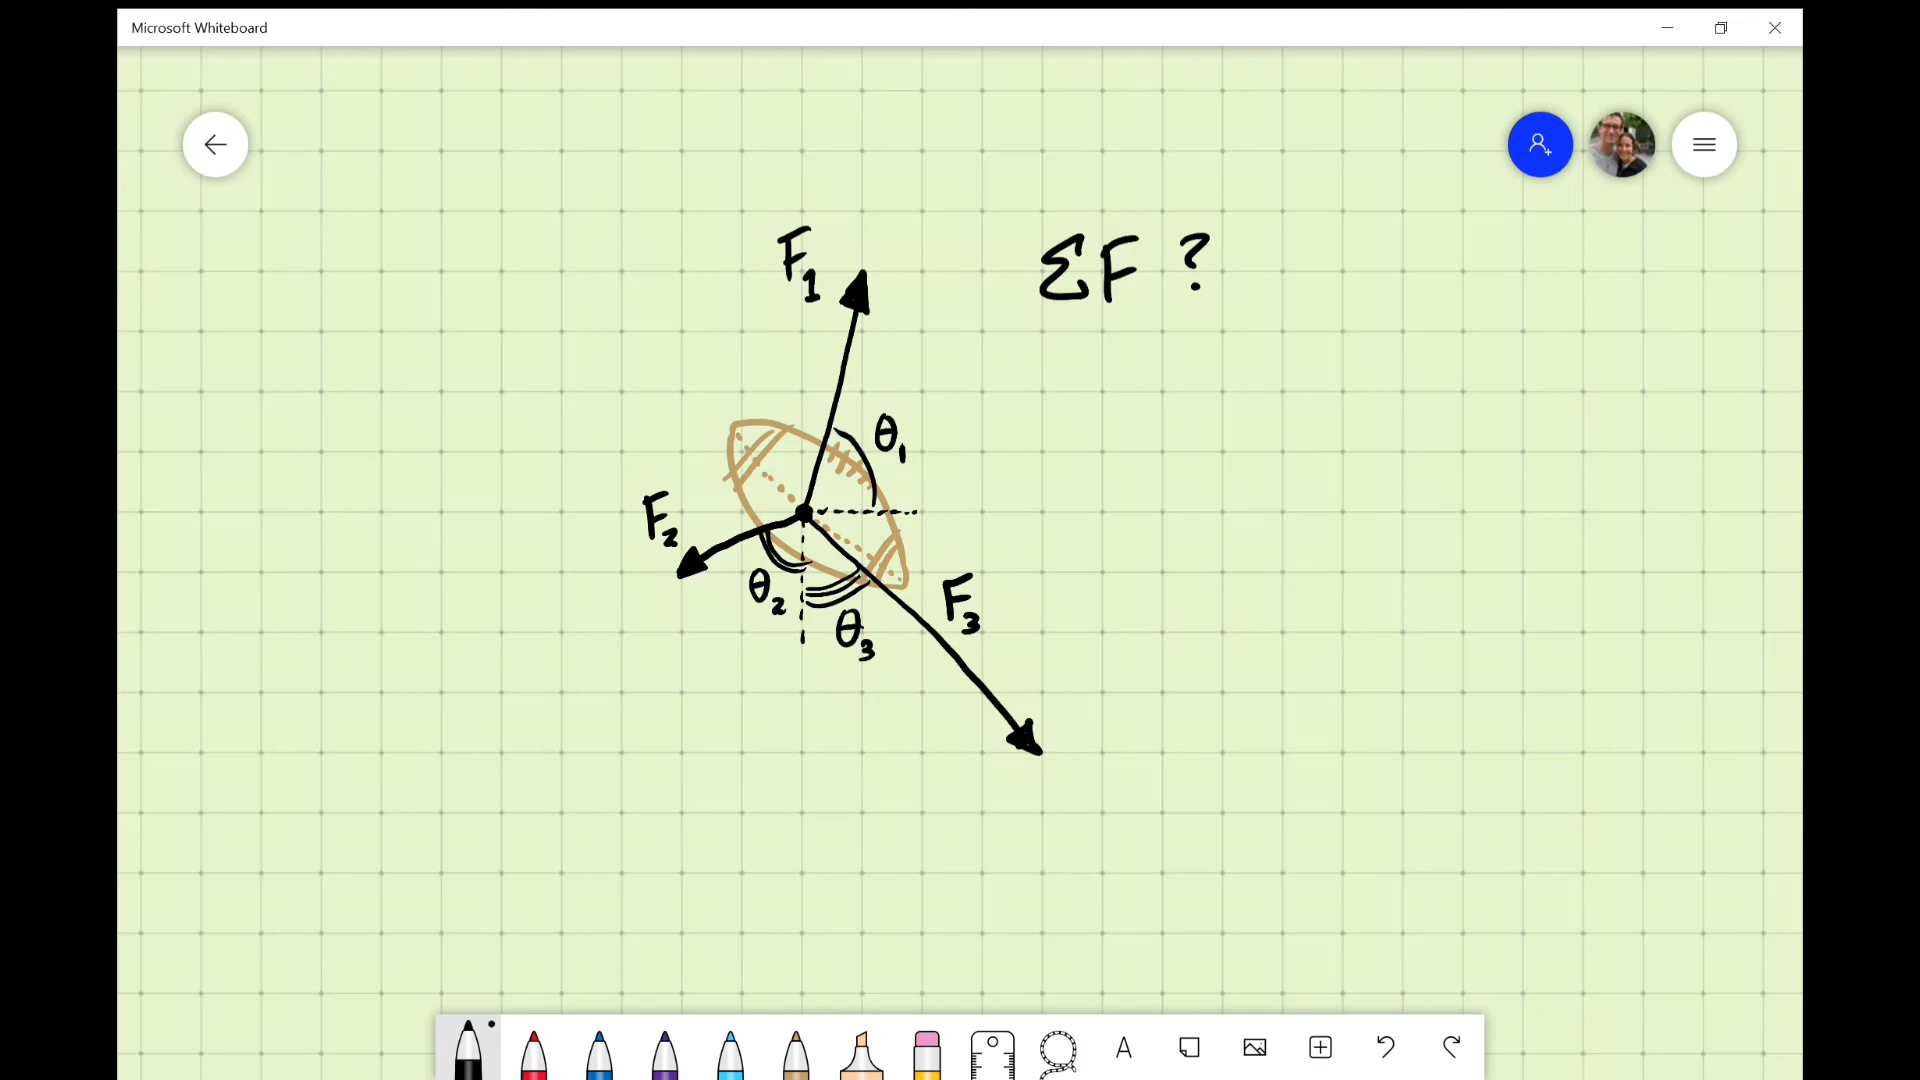 Microsoft Whiteboard
F₁
ΣF ?
θ₁
F₂
θ₂
F₃
θ₃
A